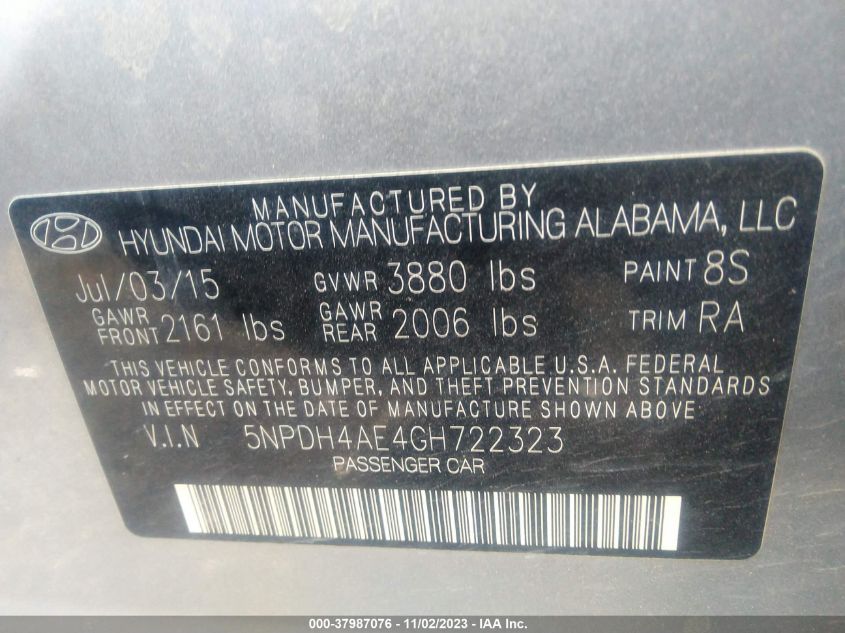 MANUFACTURED BY
HYUNDAI MOTOR MANUFACTURING ALABAMA, LLC
Jul/03/15 GVWR 3880 lbs PAINT 8S
GAWR FRONT 2161 lbs GAWR REAR 2006 lbs TRIM RA
THIS VEHICLE CONFORMS TO ALL APPLICABLE U.S.A. FEDERAL
MOTOR VEHICLE SAFETY, BUMPER, AND THEFT PREVENTION STANDARDS
IN EFFECT ON THE DATE OF MANUFACTURE SHOWN ABOVE
V.I.N 5NPDH4AE4GH722323
PASSENGER CAR
000-37987076 - 11/02/2023 - IAA Inc.